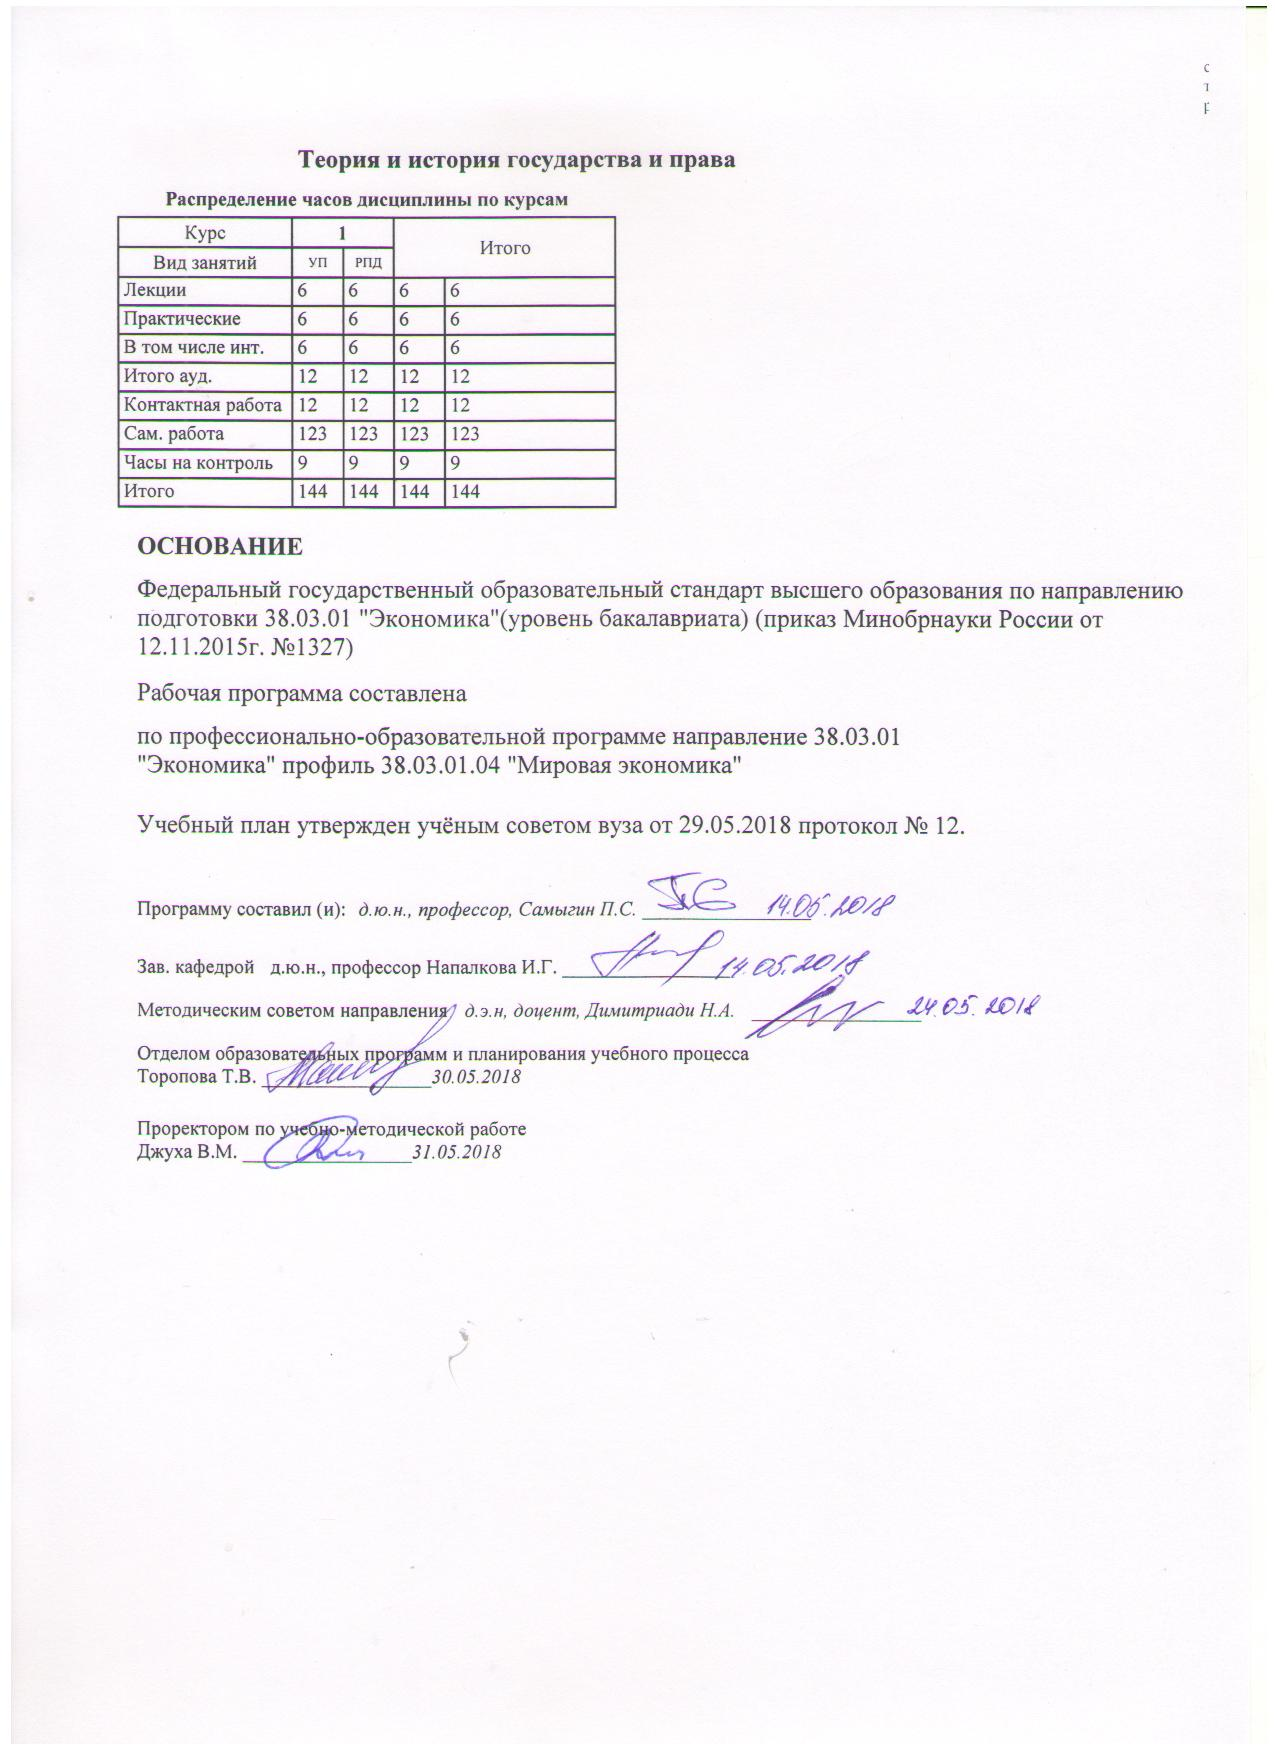 с
т
р
Теория и история государства и права
Распределение часов дисциплины по курсам
Курс 1 Итого
Вид занятий УП РПД
Лекции 6 6 6 6
Практические 6 6 6 6
В том числе инт. 6 6 6 6
Итого ауд. 12 12 12 12
Контактная работа 12 12 12 12
Сам. работа 123 123 123 123
Часы на контроль 9 9 9 9
Итого 144 144 144 144
ОСНОВАНИЕ
Федеральный государственный образовательный стандарт высшего образования по направлению
подготовки 38.03.01 "Экономика"(уровень бакалавриата) (приказ Минобрнауки России от
12.11.2015г. №1327)
Рабочая программа составлена
по профессионально-образовательной программе направление 38.03.01
"Экономика" профиль 38.03.01.04 "Мировая экономика"
Учебный план утвержден учёным советом вуза от 29.05.2018 протокол № 12.
Программу составил (и): д.ю.н., профессор, Самыгин П.С. 14.05.2018
Зав. кафедрой д.ю.н., профессор Напалкова И.Г. 14.05.2018
Методическим советом направления д.э.н, доцент, Димитриади Н.А. 24.05.2018
Отделом образовательных программ и планирования учебного процесса
Торопова Т.В. 30.05.2018
Проректором по учебно-методической работе
Джуха В.М. 31.05.2018